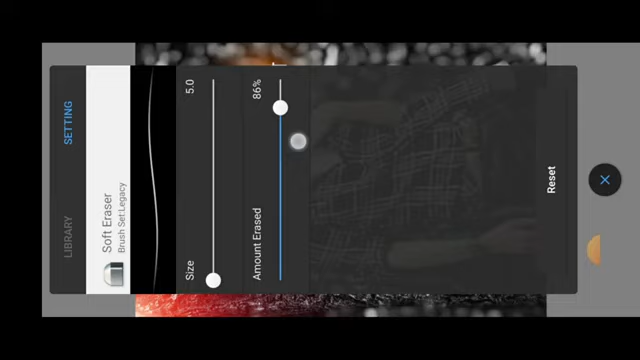 LIBRARY
SETTING
Soft Eraser
Brush Set:Legacy
Size
5.0
Amount Erased
86%
Reset